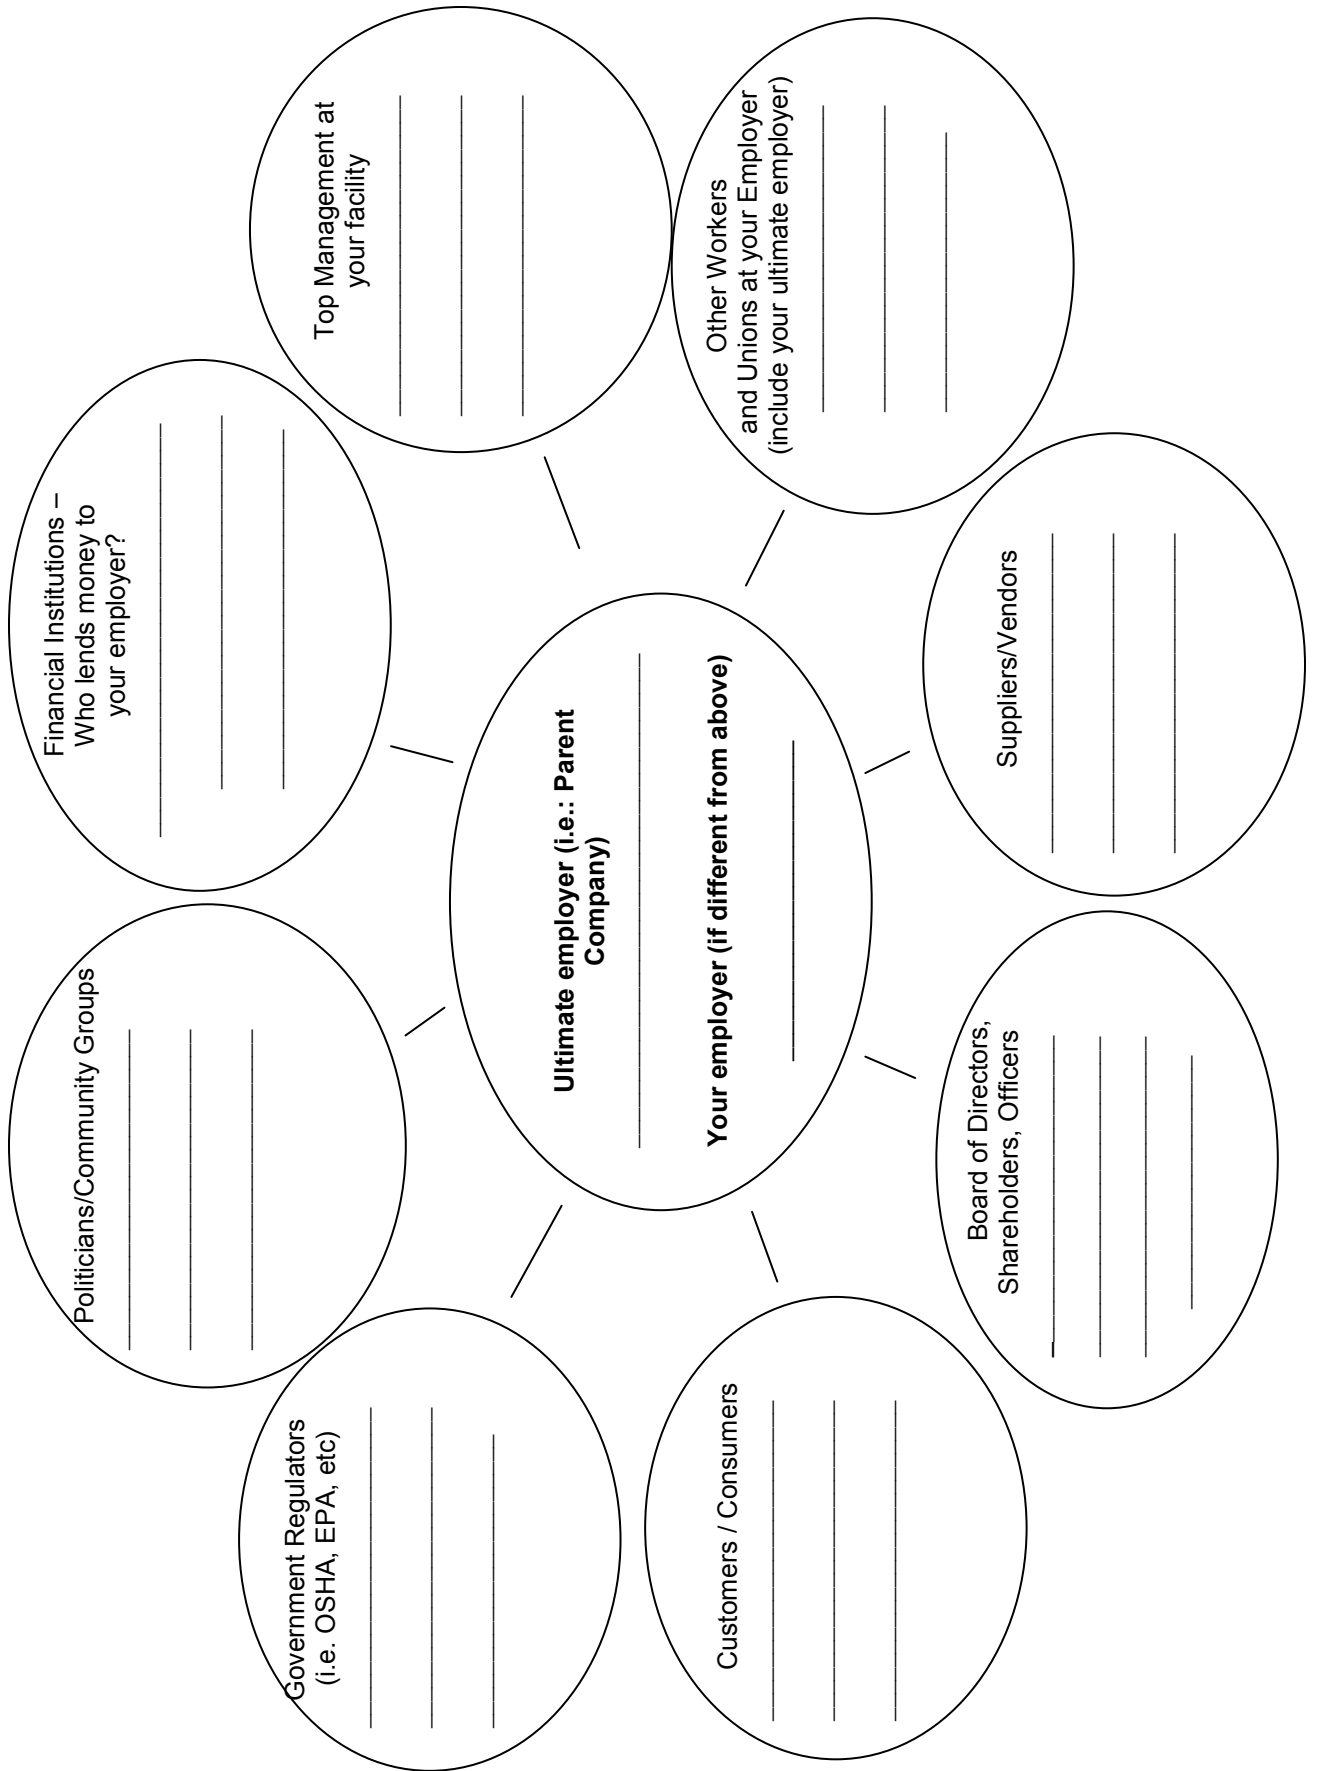 Financial Institutions –
Who lends money to
your employer?
Politicians/Community Groups
Top Management at
your facility
Government Regulators
(i.e. OSHA, EPA, etc)
Ultimate employer (i.e.: Parent
Company)
Your employer (if different from above)
Other Workers
and Unions at your Employer
(include your ultimate employer)
Customers / Consumers
Suppliers/Vendors
Board of Directors,
Shareholders, Officers